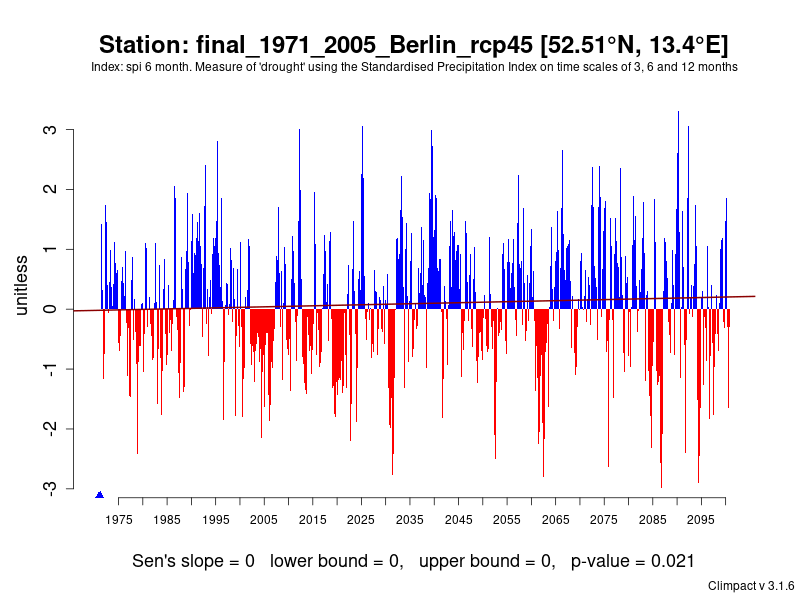 Station: final_1971_2005_Berlin_rcp45 [52.51°N, 13.4°E]
Index: spi 6 month. Measure of 'drought' using the Standardised Precipitation Index on time scales of 3, 6 and 12 months
3
2
1
0
-1
-2
-3
unitless
1975 1985 1995 2005 2015 2025 2035 2045 2055 2065 2075 2085 2095
Sen's slope = 0 lower bound = 0, upper bound = 0, p-value = 0.021
Climpact v 3.1.6